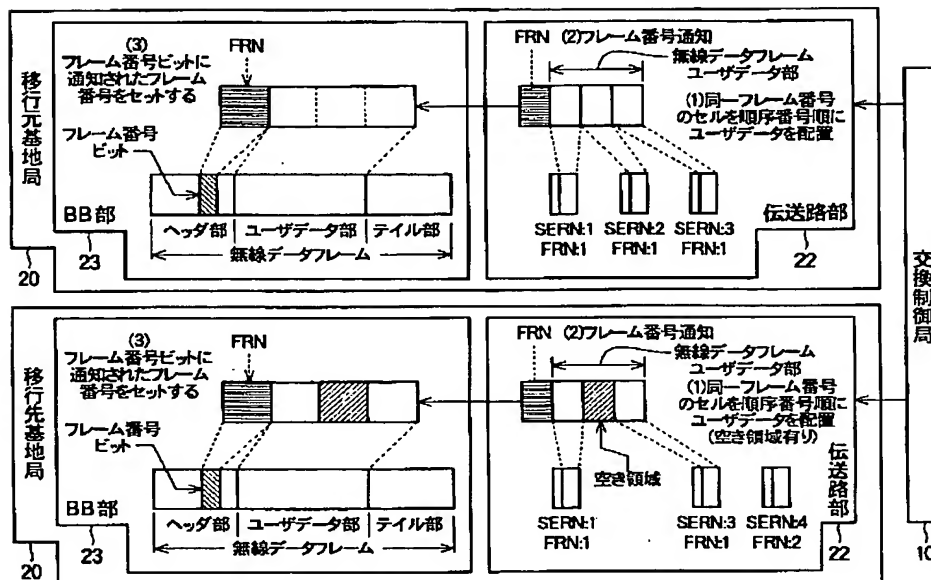 移行元基地局
(3)
フレーム番号ビットに
通知されたフレーム
番号をセットする
FRN
フレーム番号
ビット
BB部
23
20
ヘッダ部
ユーザデータ部
テイル部
無線データフレーム
FRN
(2)フレーム番号通知
無線データフレーム
ユーザデータ部
(1)同一フレーム番号
のセルを順序番号順に
ユーザデータを配置
SERN:1
FRN:1
SERN:2
FRN:1
SERN:3
FRN:1
伝送路部
22
交換制御局
10
移行先基地局
(3)
フレーム番号ビットに
通知されたフレーム
番号をセットする
FRN
フレーム番号
ビット
BB部
23
20
ヘッダ部
ユーザデータ部
テイル部
無線データフレーム
FRN
(2)フレーム番号通知
無線データフレーム
ユーザデータ部
(1)同一フレーム番号
のセルを順序番号順に
ユーザデータを配置
(空き領域有り)
空き領域
SERN:1
FRN:1
SERN:3
FRN:1
SERN:4
FRN:2
伝送路部
22